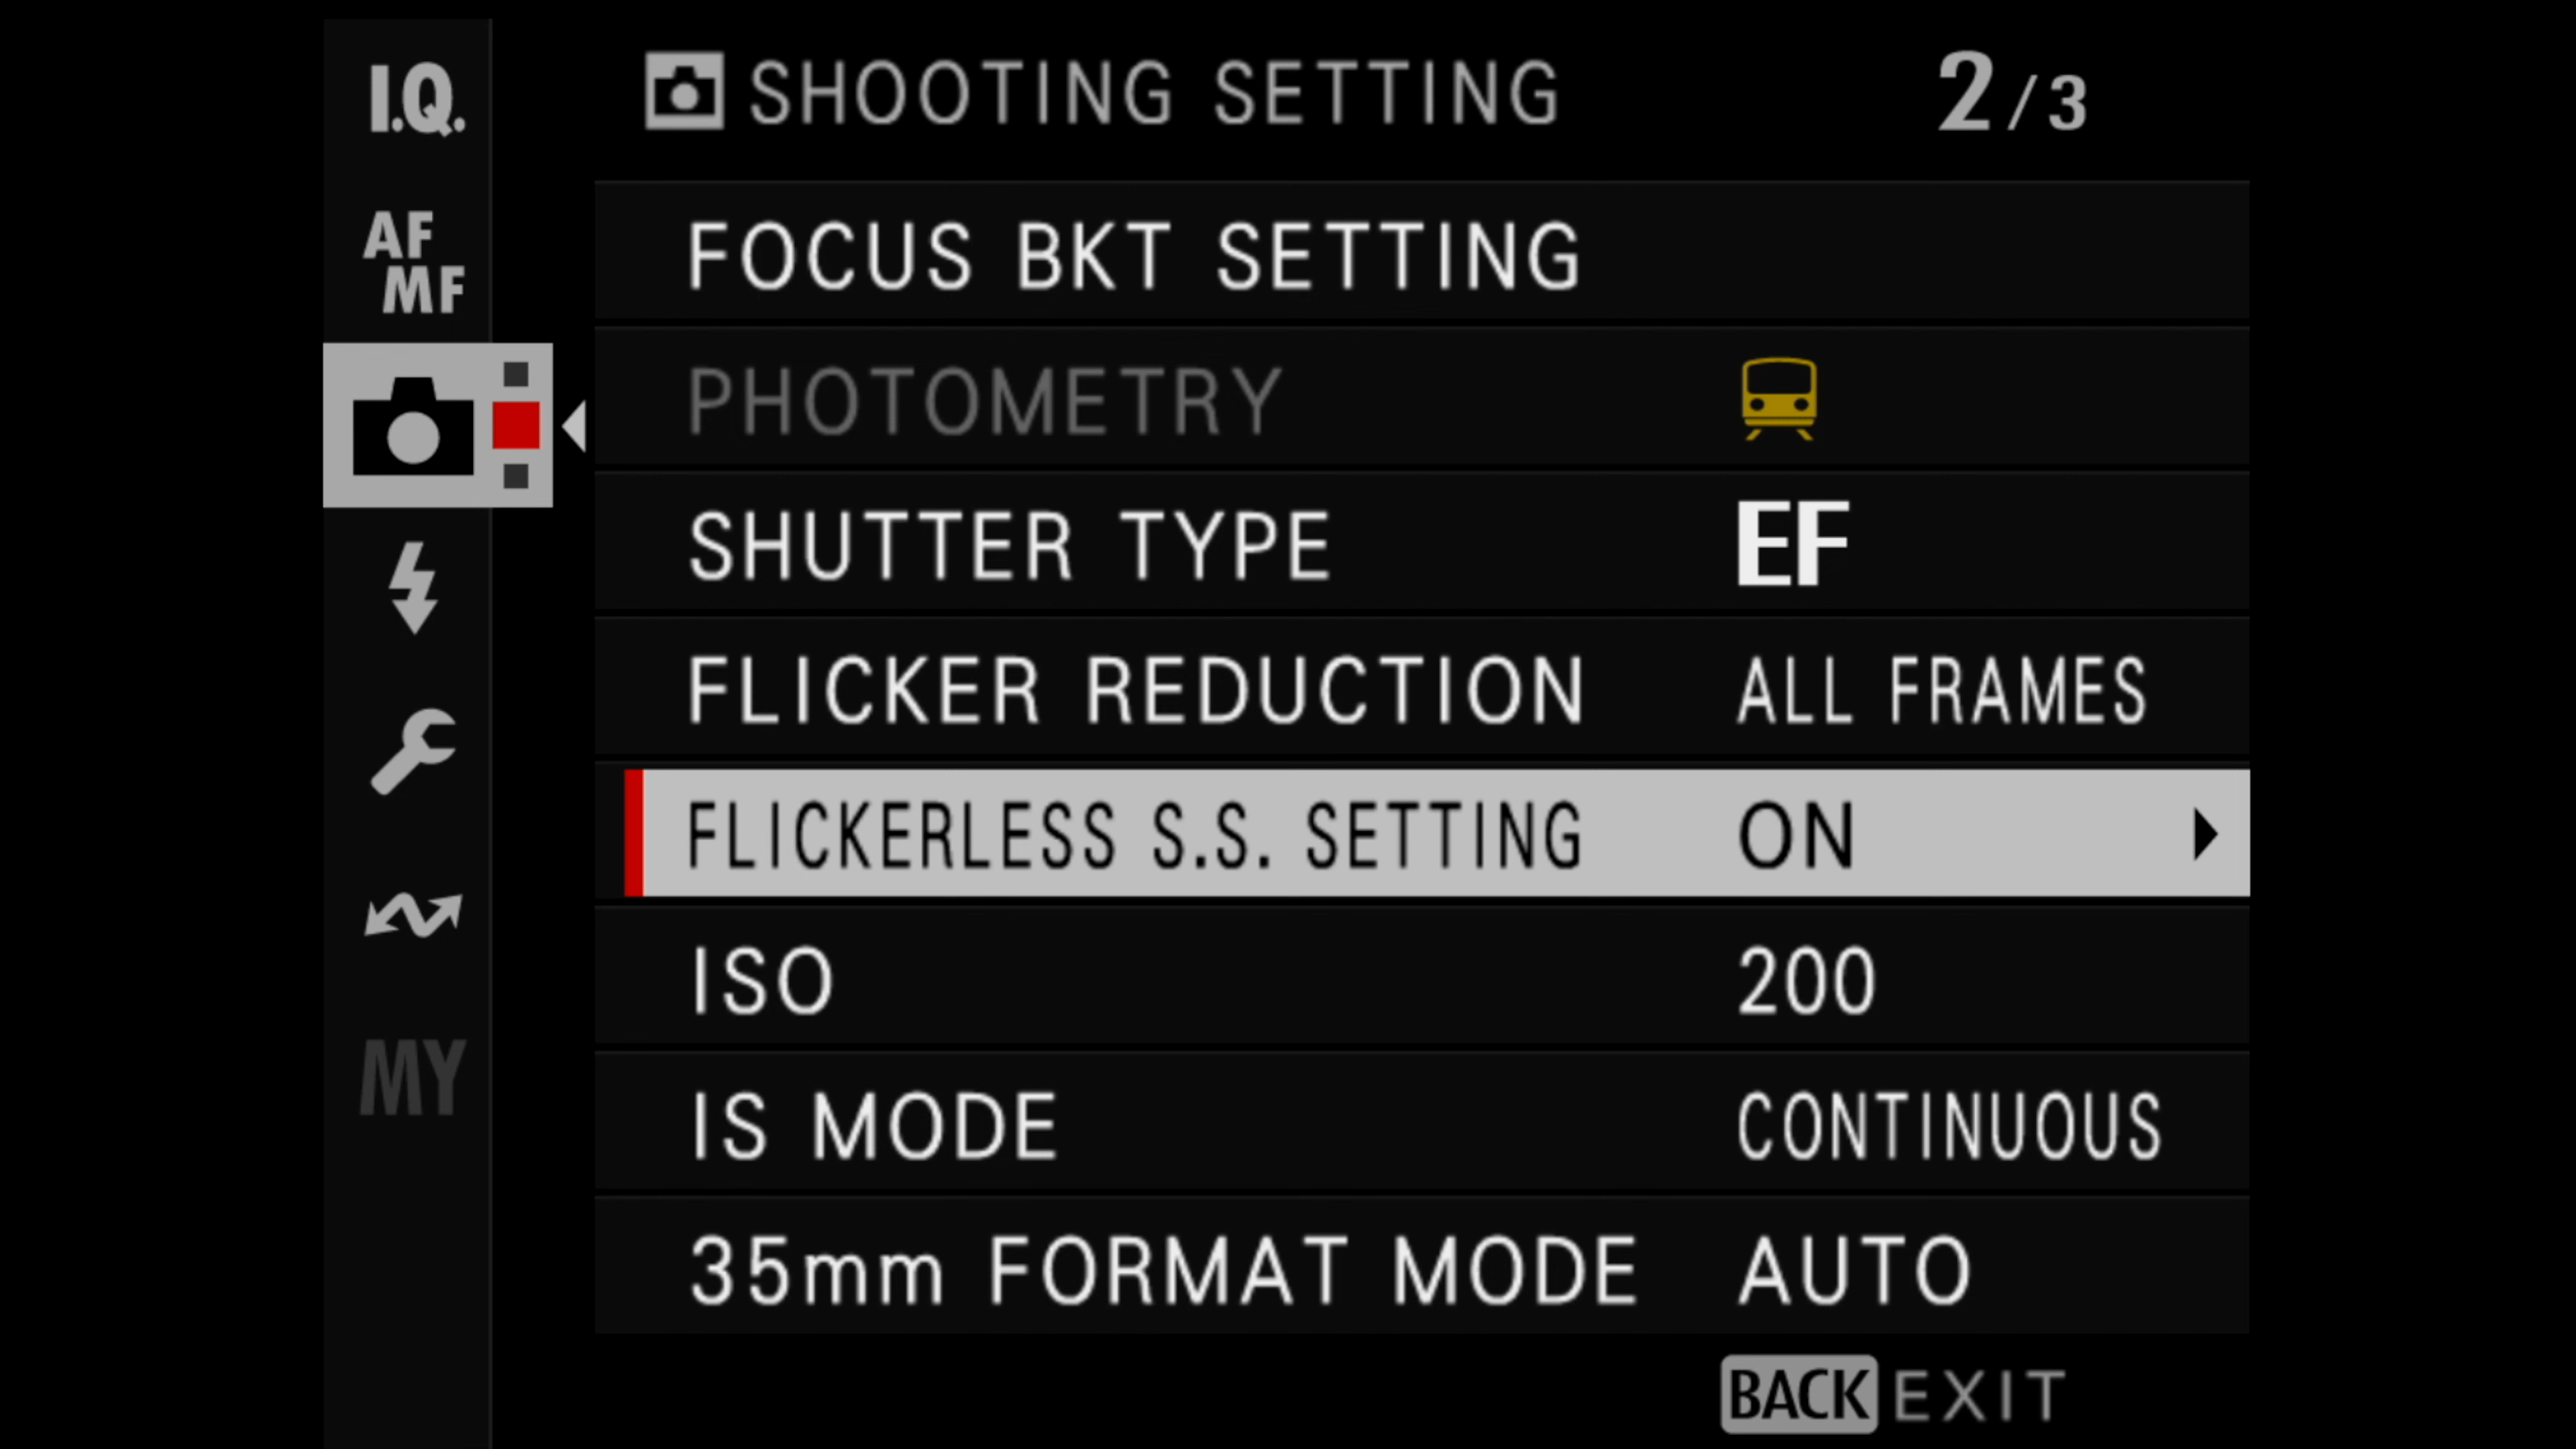 I.Q.
AF
MF
MY
SHOOTING SETTING 2/3
FOCUS BKT SETTING
PHOTOMETRY
SHUTTER TYPE EF
FLICKER REDUCTION ALL FRAMES
FLICKERLESS S.S. SETTING ON
ISO 200
IS MODE CONTINUOUS
35mm FORMAT MODE AUTO
BACK EXIT